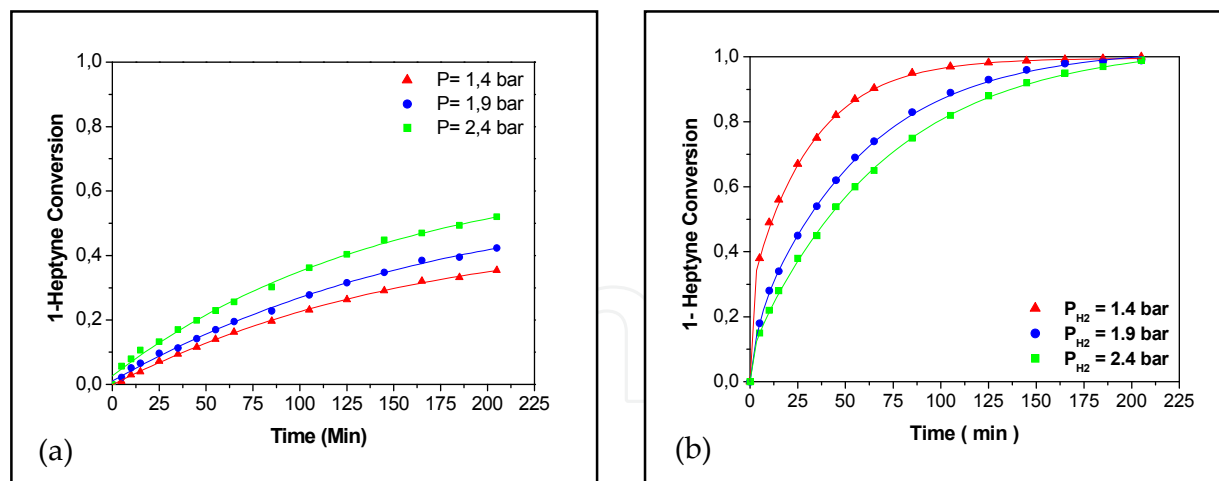 1,0
0,8
0,6
0,4
0,2
0,0
1-Heptyne Conversion
P= 1,4 bar
P= 1,9 bar
P= 2,4 bar
0 25 50 75 100 125 150 175 200 225
Time (Min)
(a)
1,0
0,8
0,6
0,4
0,2
0,0
1- Heptyne Conversion
PH2 = 1.4 bar
PH2 = 1.9 bar
PH2 = 2.4 bar
0 25 50 75 100 125 150 175 200 225
Time ( min )
(b)